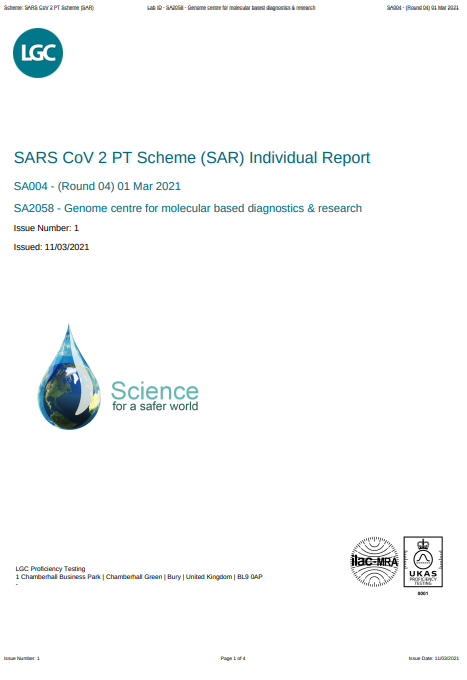 Scheme: SARS CoV 2 PT Scheme (SAR) Lab ID - SA2058 - Genome centre for molecular based diagnostics & research SA004 - (Round 04) 01 Mar 2021
LGC
SARS CoV 2 PT Scheme (SAR) Individual Report
SA004 - (Round 04) 01 Mar 2021
SA2058 - Genome centre for molecular based diagnostics & research
Issue Number: 1
Issued: 11/03/2021
Science
for a safer world
LGC Proficiency Testing
1 Chamberhall Business Park | Chamberhall Green | Bury | United Kingdom | BL9 0AP
-
ilac-MRA
UKAS
PROFICIENCY
TESTING
0001
Issue Number: 1 Page 1 of 4 Issue Date: 11/03/2021